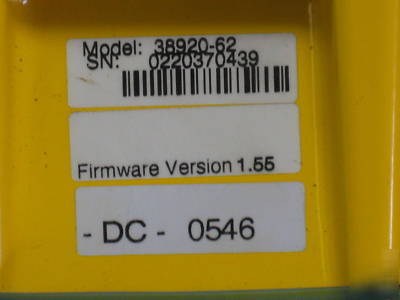 Model: 38920-62
SN: 0220370439
Firmware Version 1.55
- DC - 0546